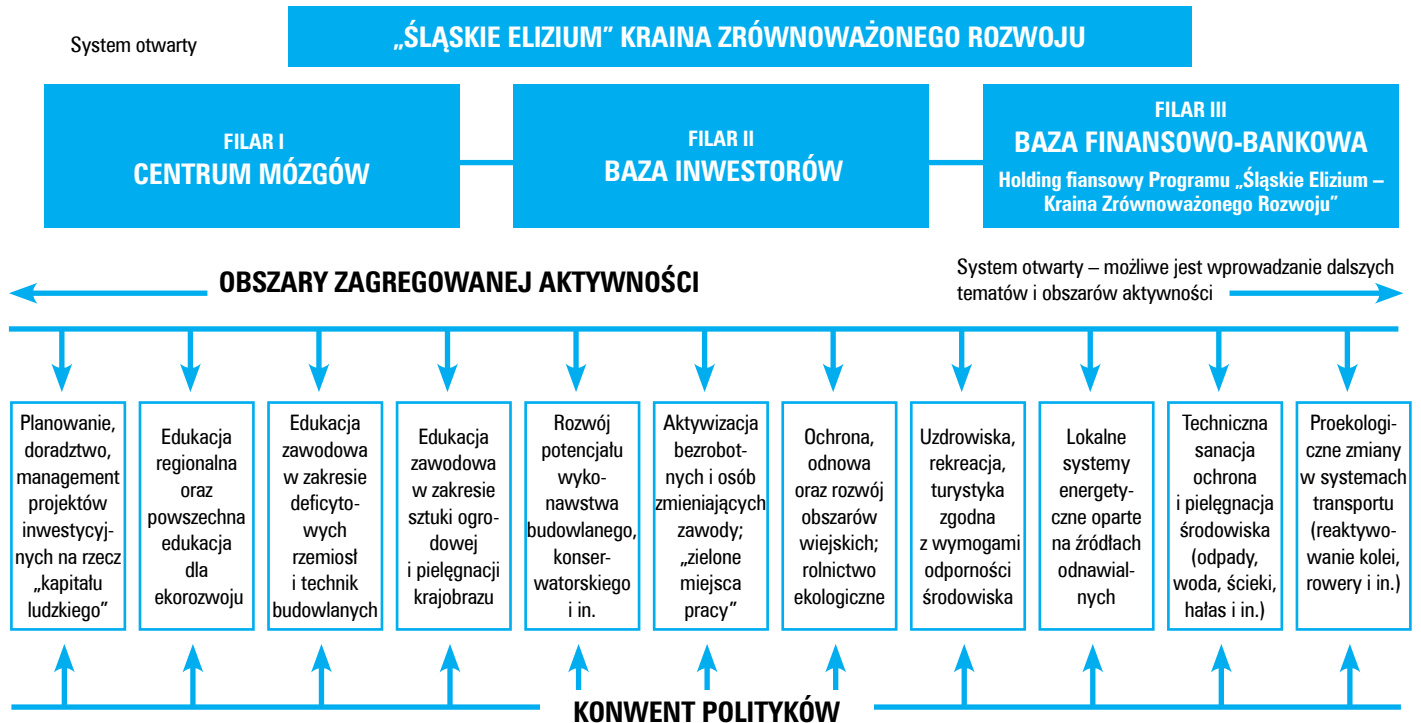 System otwarty
„ŚLĄSKIE ELIZIUM” KRAINA ZRÓWNOWAŻONEGO ROZWOJU
FILAR I
CENTRUM MÓZGÓW
FILAR II
BAZA INWESTORÓW
FILAR III
BAZA FINANSOWO-BANKOWA
Holding fiansowy Programu „Śląskie Elizium –
Kraina Zrównoważonego Rozwoju”
OBSZARY ZAGREGOWANEJ AKTYWNOŚCI
System otwarty – możliwe jest wprowadzanie dalszych
tematów i obszarów aktywności
Planowanie,
doradztwo,
management
projektów
inwestycyj-
nych na rzecz
„kapitału
ludzkiego”
Edukacja
regionalna
oraz
powszechna
edukacja
dla
ekorozwoju
Edukacja
zawodowa
w zakresie
deficyto-
wych
rzemiosł
i technik
budowlanych
Edukacja
zawodowa
w zakresie
sztuki ogro-
dowej
i pielęgnacji
krajobrazu
Rozwój
potencjału
wyko-
nawstwa
budowlanego,
konser-
watorskiego
i in.
Aktywizacja
bezrobot-
nych i osób
zmieniających
zawody;
„zielone
miejsca
pracy”
Ochrona,
odnowa
oraz rozwój
obszarów
wiejskich;
rolnictwo
ekologiczne
Uzdrowiska,
rekreacja,
turystyka
zgodna
z wymogami
odporności
środowiska
Lokalne
systemy
energety-
czne oparte
na źródłach
odnawial-
nych
Techniczna
sanacja
ochrona
i pielęgnacja
środowiska
(odpady,
woda, ścieki,
hałas i in.)
Proekologi-
czne zmiany
w systemach
transportu
(reaktywo-
wanie kolei,
rowery i in.)
KONWENT POLITYKÓW